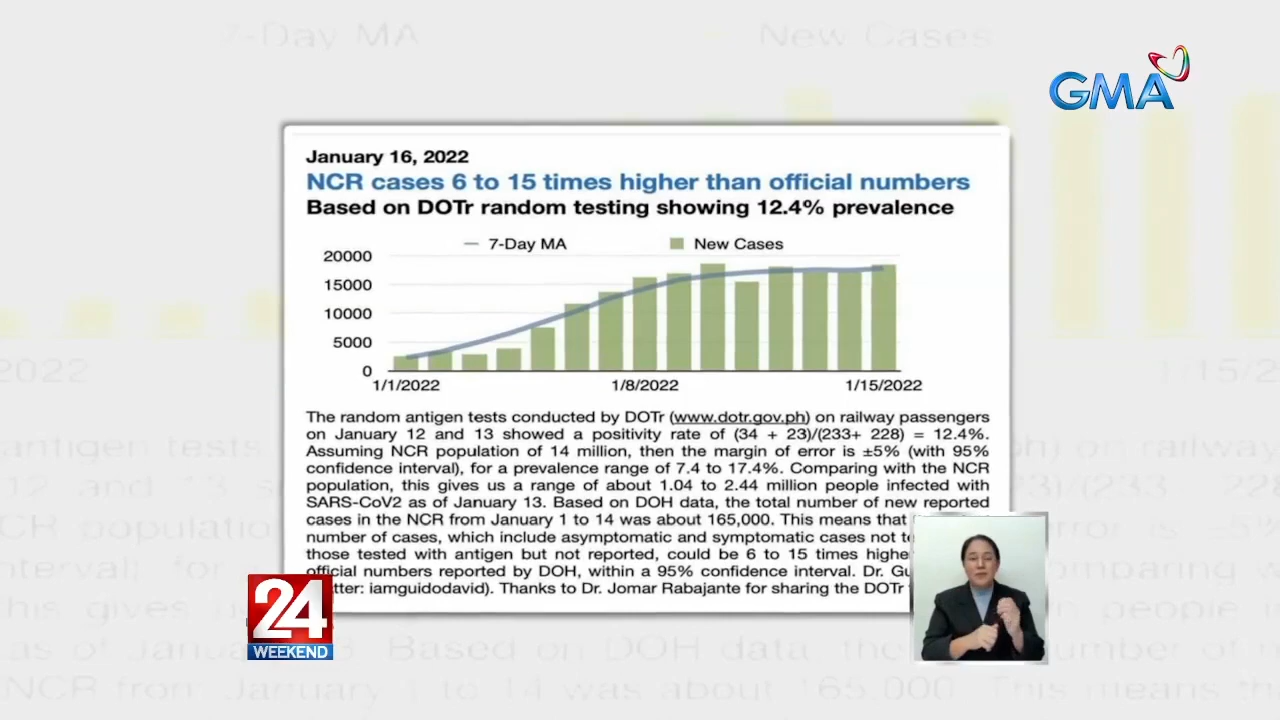 7-Day MA
New Cases
GMA
January 16, 2022
NCR cases 6 to 15 times higher than official numbers
Based on DOTr random testing showing 12.4% prevalence
7-Day MA
New Cases
20000
15000
10000
5000
0
1/1/2022
1/8/2022
1/15/2022
The random antigen tests conducted by DOTr (www.dotr.gov.ph) on railway passengers
on January 12 and 13 showed a positivity rate of (34 + 23)/(233+ 228) = 12.4%.
Assuming NCR population of 14 million, then the margin of error is ±5% (with 95%
confidence interval), for a prevalence range of 7.4 to 17.4%. Comparing with the NCR
population, this gives us a range of about 1.04 to 2.44 million people infected with
SARS-CoV2 as of January 13. Based on DOH data, the total number of new reported
cases in the NCR from January 1 to 14 was about 165,000. This means that
number of cases, which include asymptomatic and symptomatic cases not
those tested with antigen but not reported, could be 6 to 15 times
official numbers reported by DOH, within a 95% confidence interval. Dr.
iamguidodavid). Thanks to Dr. Jomar Rabajante for sharing the DOTr
24
WEEKEND